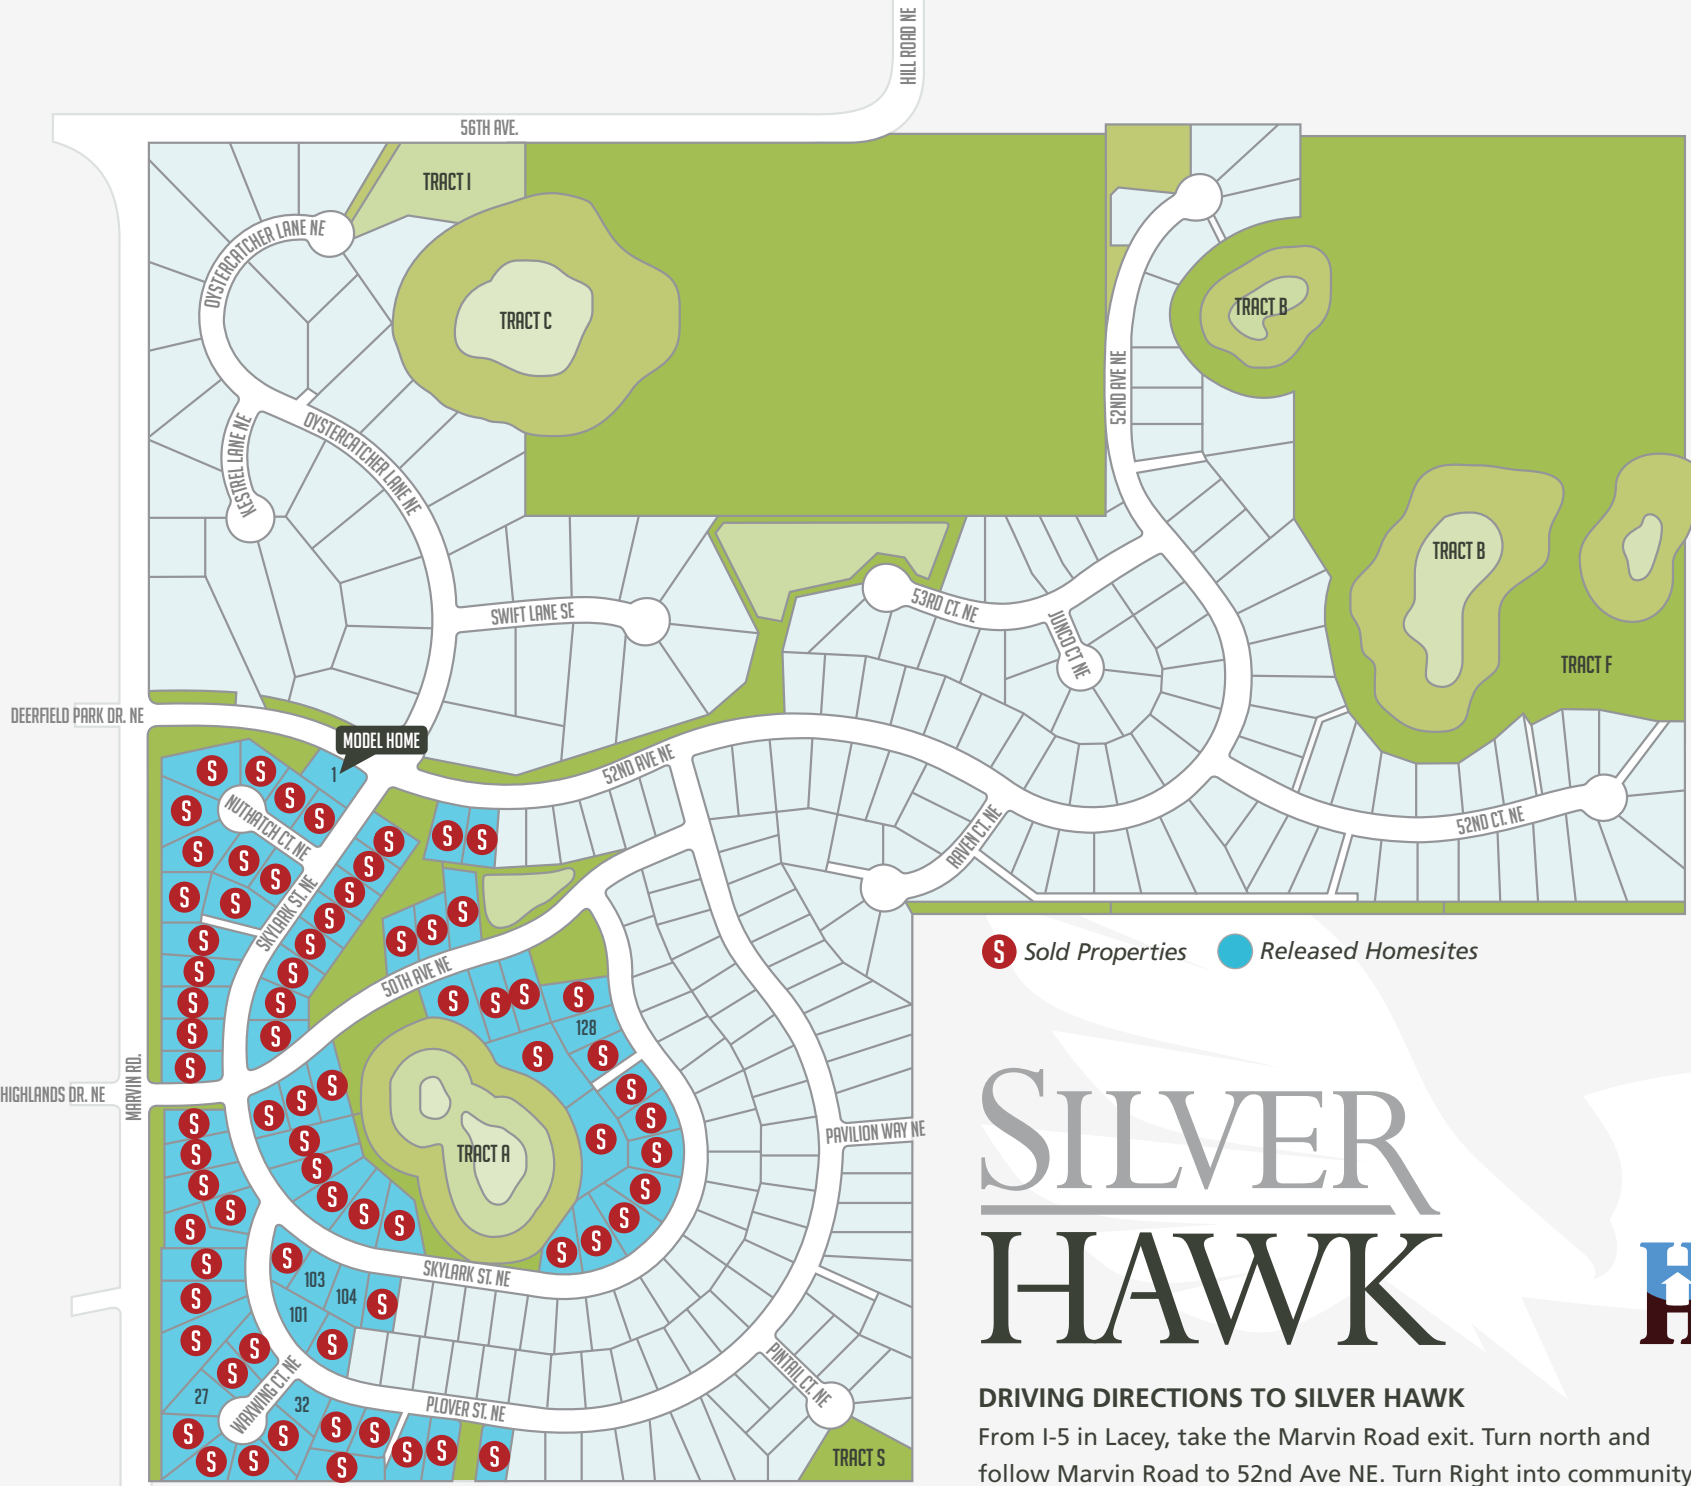 HILL ROAD NE
56TH AVE.
TRACT I
OYSTERCATCHER LANE NE
TRACT C
TRACT B
52ND AVE NE
KESTREL LANE NE
OYSTERCATCHER LANE NE
TRACT B
SWIFT LANE SE
53RD CT. NE
JUNCO CT NE
TRACT F
DEERFIELD PARK DR. NE
MODEL HOME
1
52ND AVE NE
NUTHATCH CT. NE
RAVEN CT. NE
52ND CT. NE
SKYLARK ST. NE
50TH AVE NE
S Sold Properties
Released Homesites
128
MARVIN RD.
HIGHLANDS DR. NE
TRACT A
PAVILION WAY NE
SILVER
HAWK
SKYLARK ST. NE
103
104
101
PINTAIL CT. NE
27
WAXWING CT. NE
32
PLOVER ST. NE
TRACT S
H
H
DRIVING DIRECTIONS TO SILVER HAWK
From I-5 in Lacey, take the Marvin Road exit. Turn north and
follow Marvin Road to 52nd Ave NE. Turn Right into community